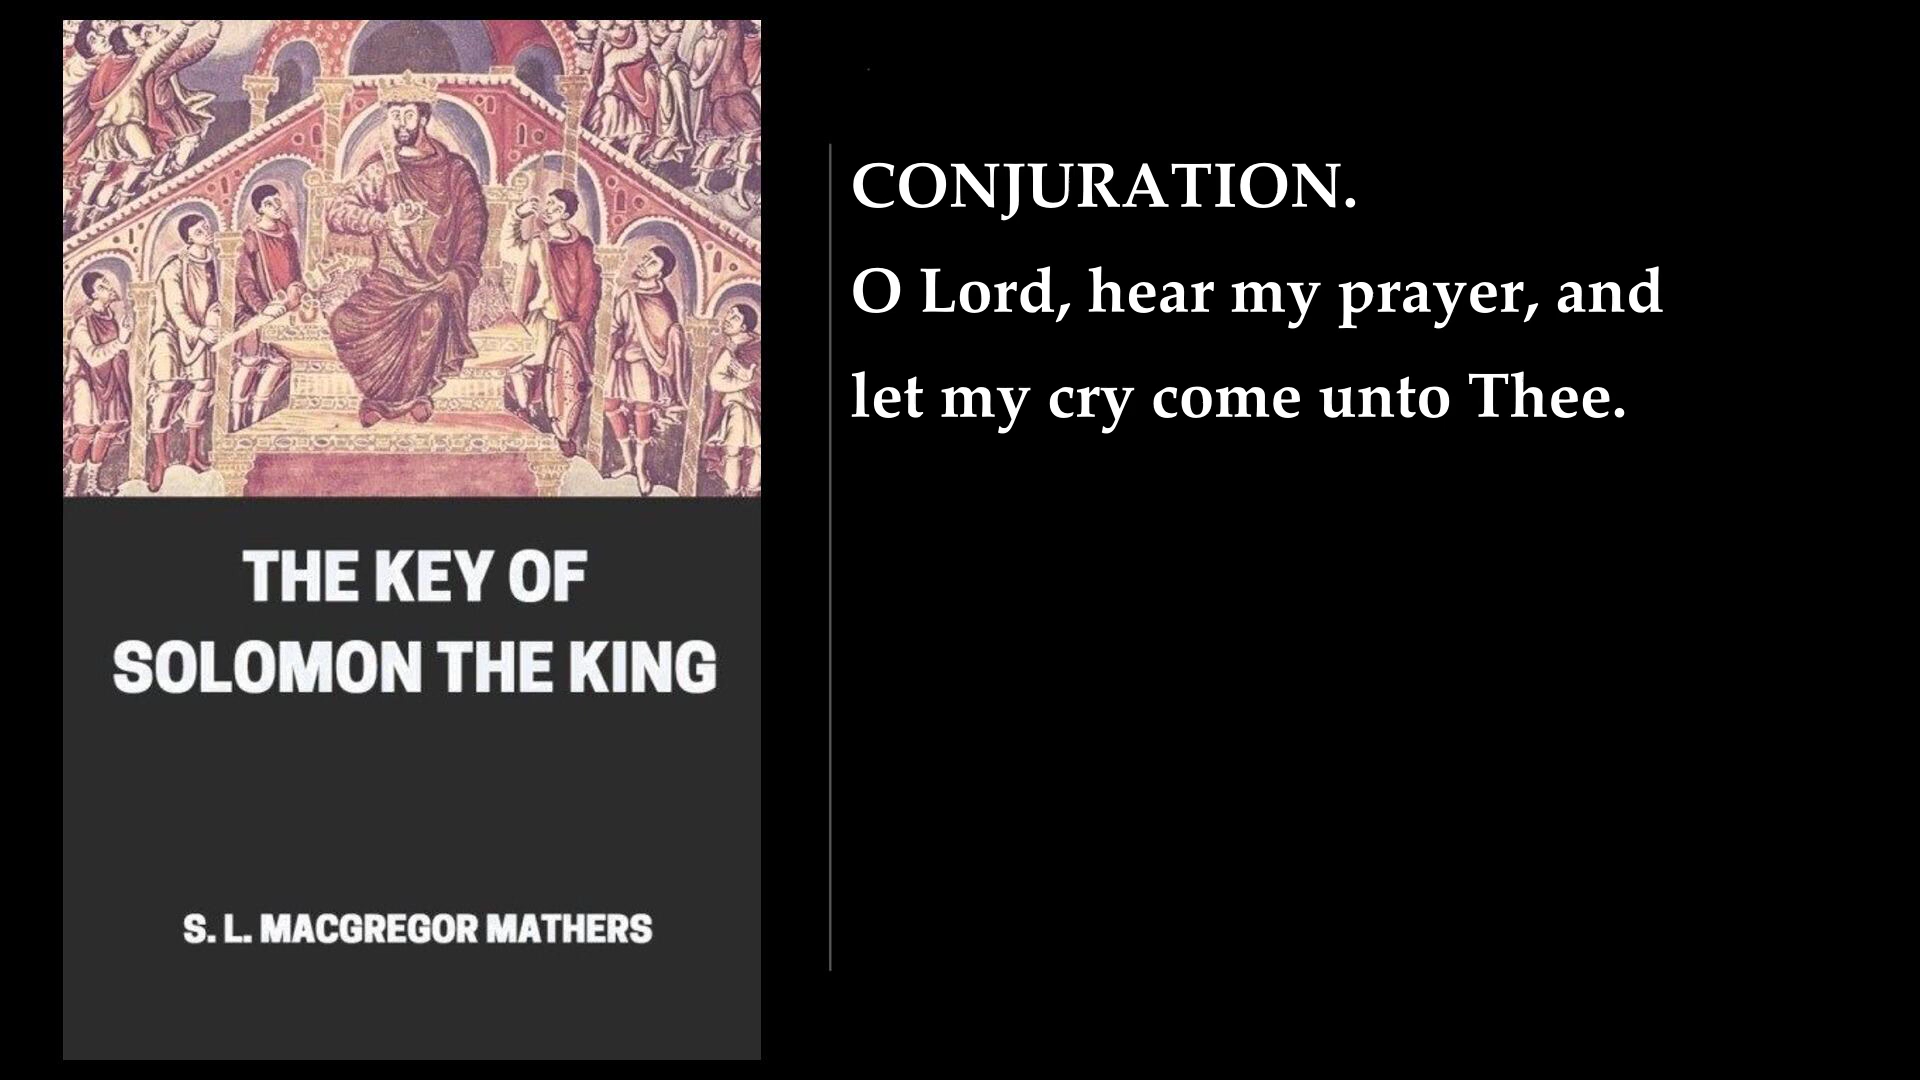 THE KEY OF
SOLOMON THE KING
S. L. MACGREGOR MATHERS
CONJURATION.
O Lord, hear my prayer, and
let my cry come unto Thee.